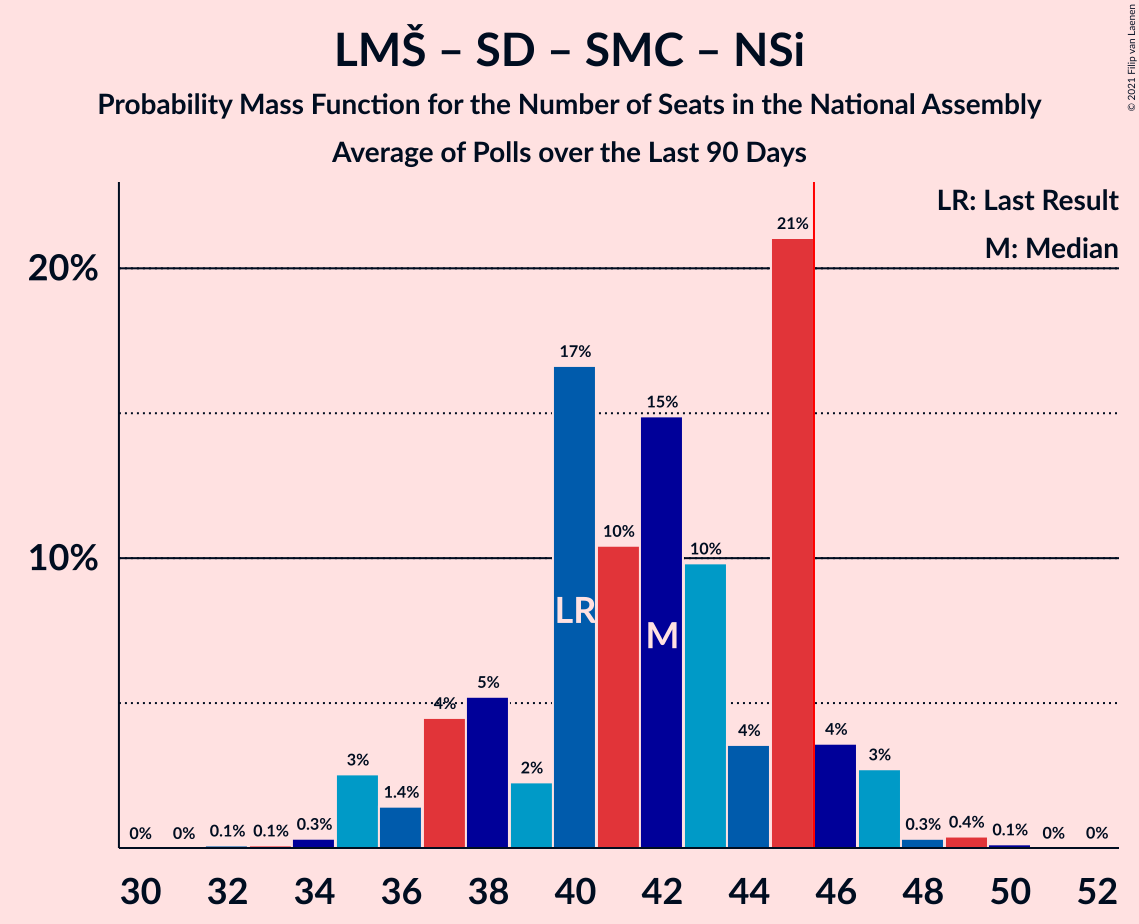 LMŠ – SD – SMC – NSi
Probability Mass Function for the Number of Seats in the National Assembly
Average of Polls over the Last 90 Days
© 2021 Filip van Laenen
LR: Last Result
M: Median
20%
10%
0%
0%
0.1%
0.1%
0.3%
3%
1.4%
4%
5%
2%
17%
10%
15%
10%
4%
21%
4%
3%
0.3%
0.4%
0.1%
0%
0%
LR
M
30 32 34 36 38 40 42 44 46 48 50 52